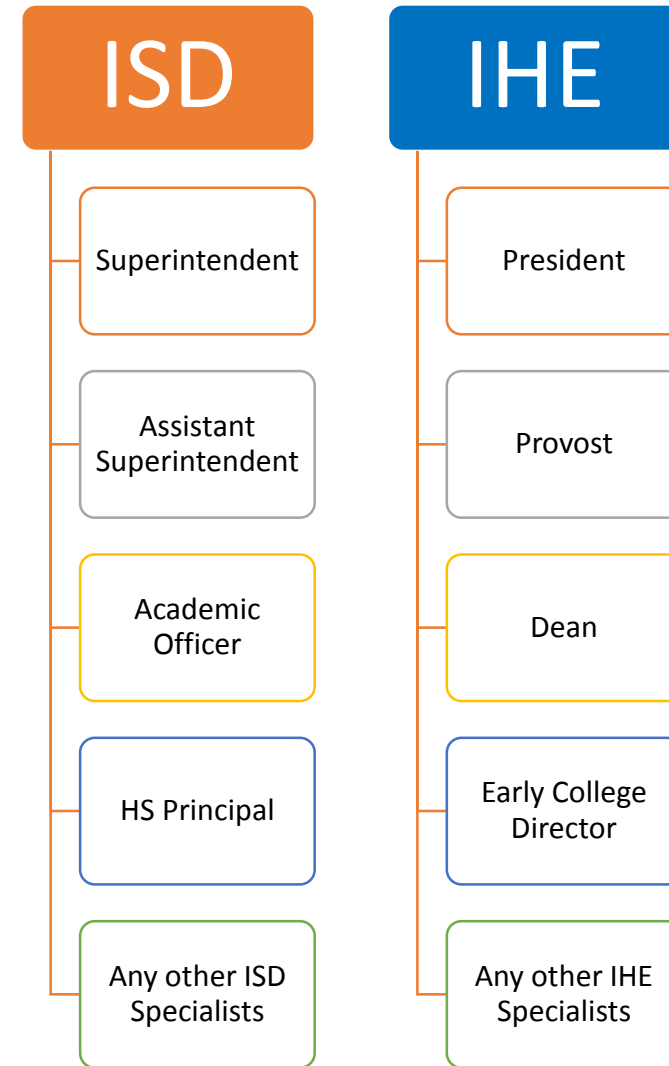 ISD
Superintendent
Assistant
Superintendent
Academic
Officer
HS Principal
Any other ISD
Specialists
IHE
President
Provost
Dean
Early College
Director
Any other IHE
Specialists